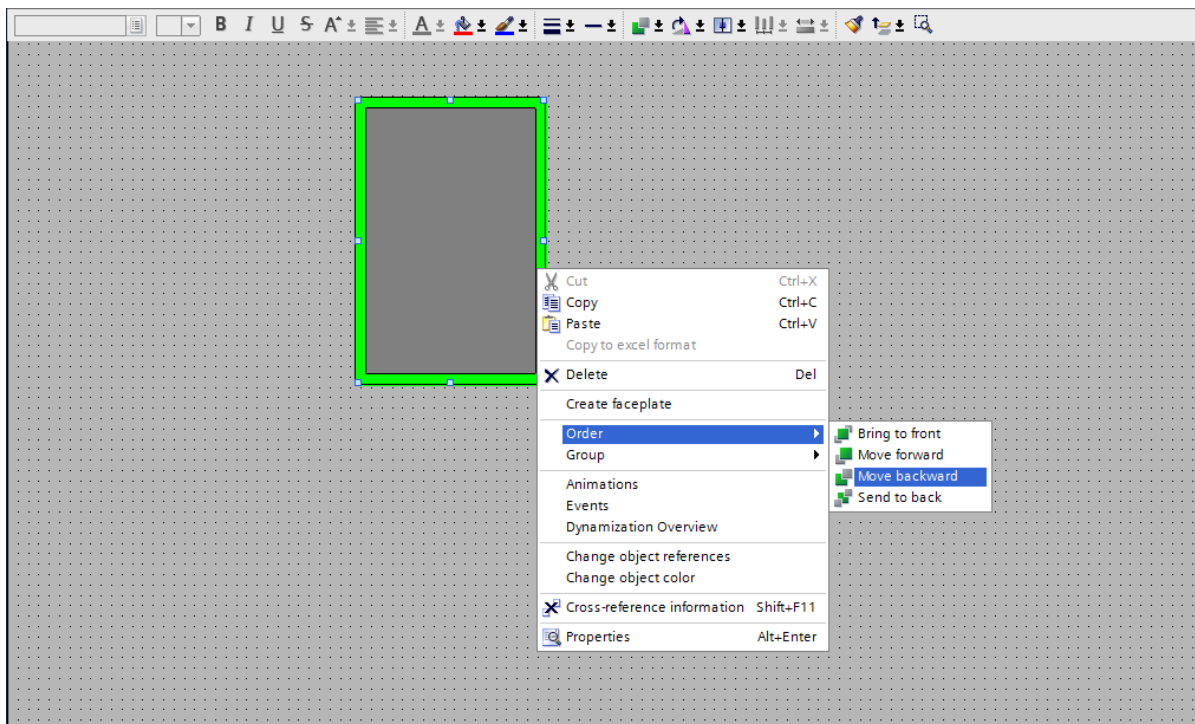 B I U S A A
Cut Ctrl+X
Copy Ctrl+C
Paste Ctrl+V
Copy to excel format
Delete Del
Create faceplate
Order
Bring to front
Group
Move forward
Move backward
Animations
Send to back
Events
Dynamization Overview
Change object references
Change object color
Cross-reference information Shift+F11
Properties Alt+Enter